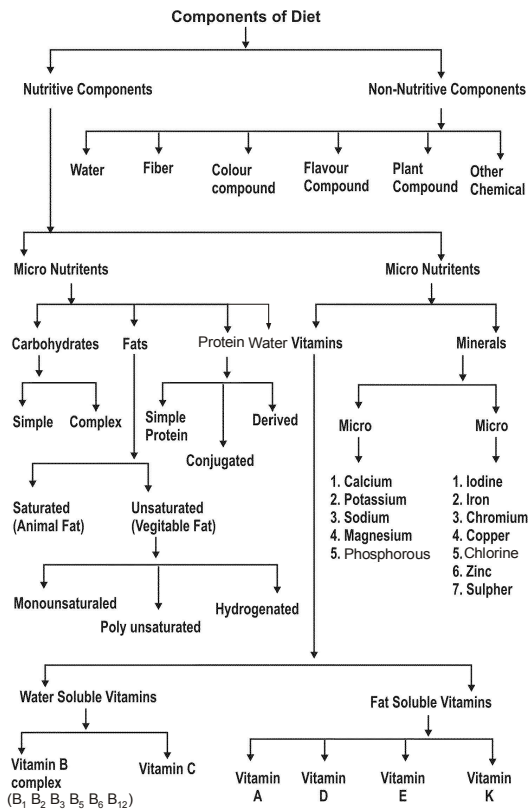 Components of Diet
Nutritive Components
Non-Nutritive Components
Water
Fiber
Colour
compound
Flavour
Compound
Plant
Compound
Other
Chemical
Micro Nutritents
Micro Nutrients
Carbohydrates
Fats
Protein
Water
Vitamins
Minerals
Simple
Complex
Simple
Protein
Conjugated
Derived
Micro
Micro
1. Calcium
2. Potassium
3. Sodium
4. Magnesium
5. Phosphorous
1. Iodine
2. Iron
3. Chromium
4. Copper
5. Chlorine
6. Zinc
7. Sulpher
Saturated
(Animal Fat)
Unsaturated
(Vegitable Fat)
Monounsaturaled
Poly unsaturated
Hydrogenated
Water Soluble Vitamins
Fat Soluble Vitamins
Vitamin B
complex
(B₁ B₂ B₃ B₅ B₆ B₁₂)
Vitamin C
Vitamin
A
Vitamin
D
Vitamin
E
Vitamin
K